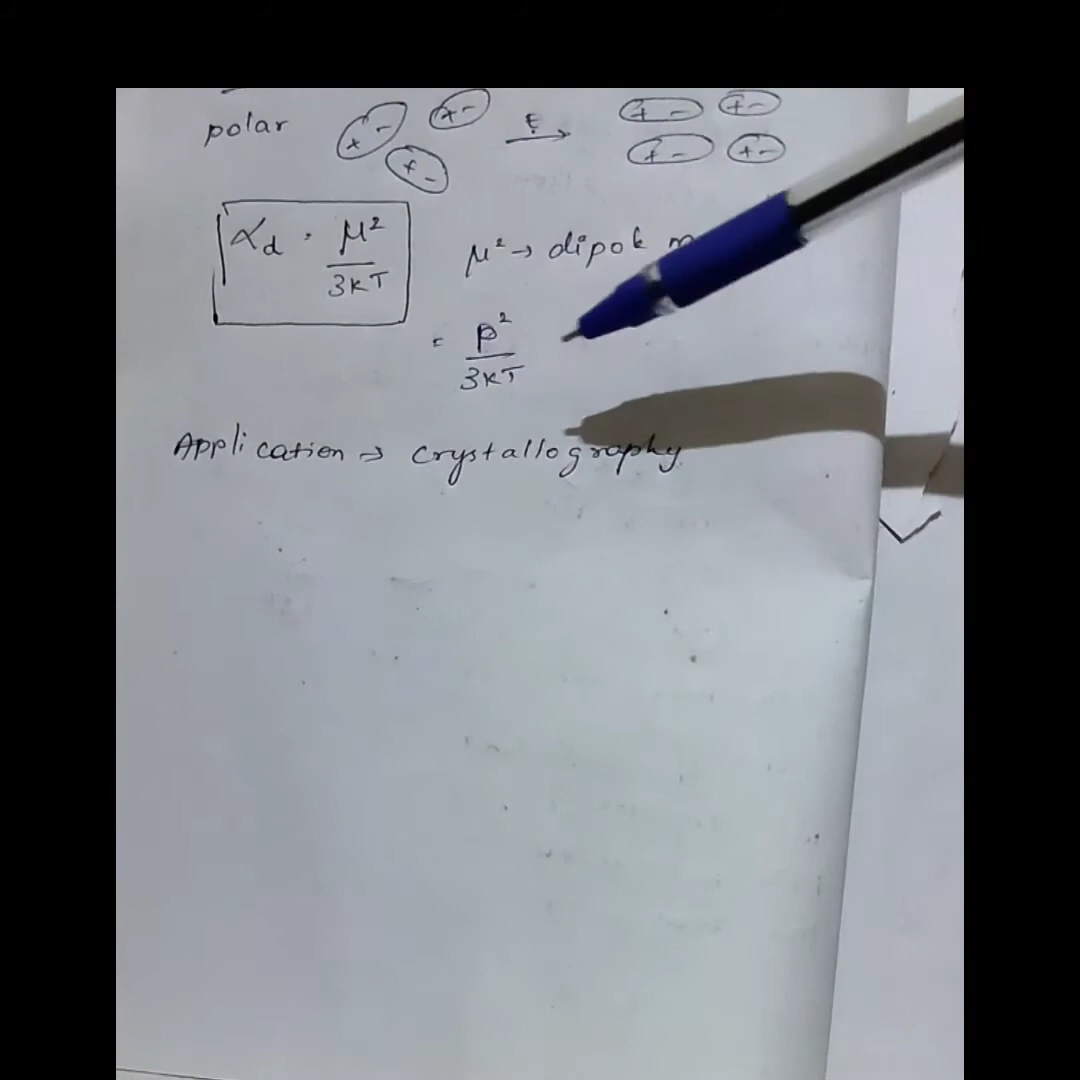 polar + - + - + - E → + - + - + - + -
αd = μ²/3kT μ² → dipole
= p²/3kT
Application → crystallography